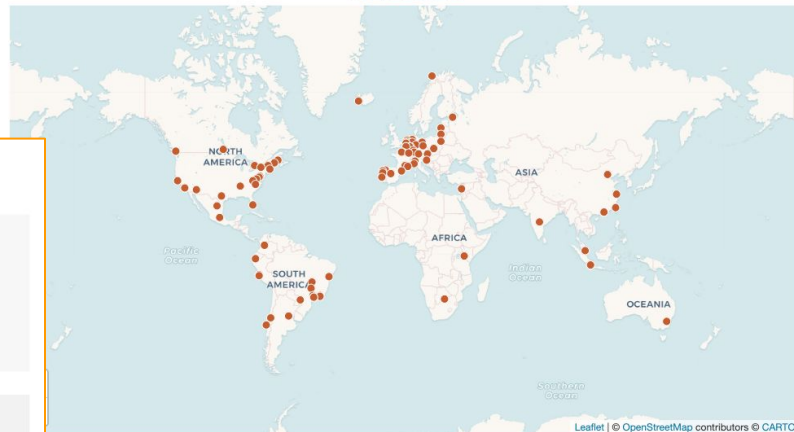 NORTH
AMERICA
ASIA
Pacific
Ocean
AFRICA
SOUTH
AMERICA
Indian
Ocean
OCEANIA
Southern
Ocean
Leaflet | © OpenStreetMap contributors © CARTO